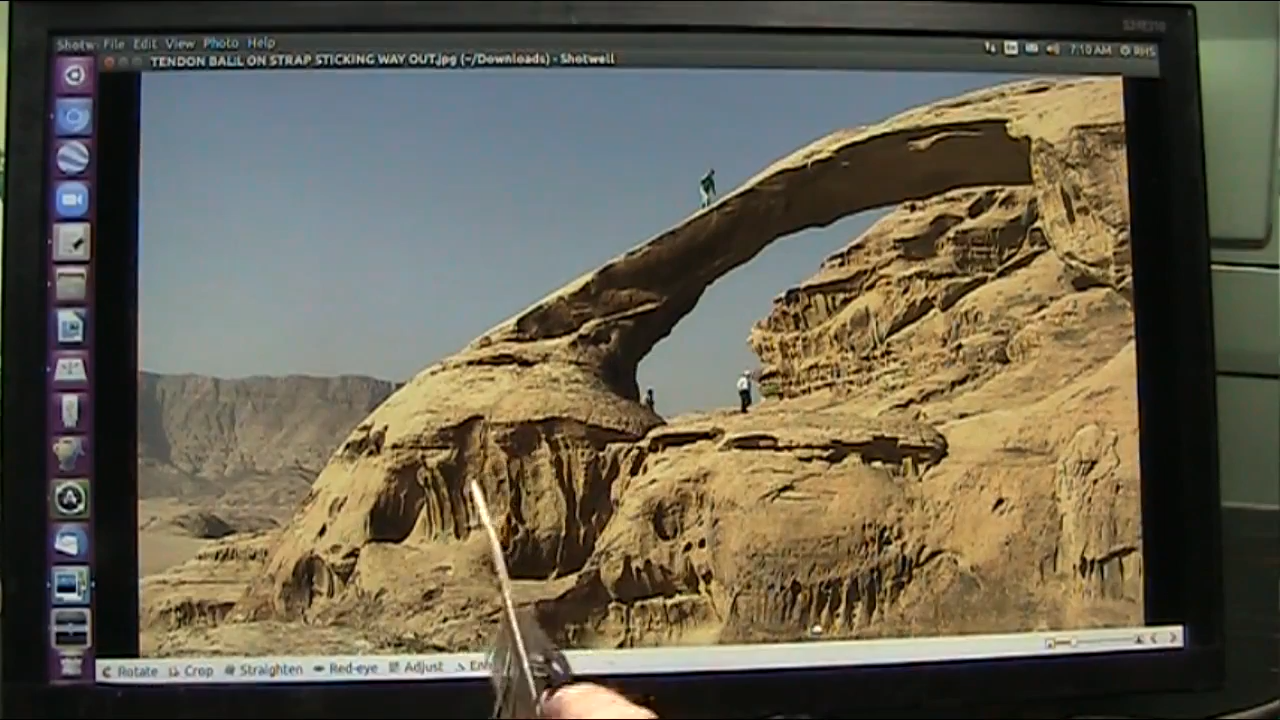 Shotw File Edit View Photo Help
7:10 AM RHS
TENDON BALL ON STRAP STICKING WAY OUT.jpg (~/Downloads) - Shotwell
Rotate Crop Straighten Red-eye Adjust